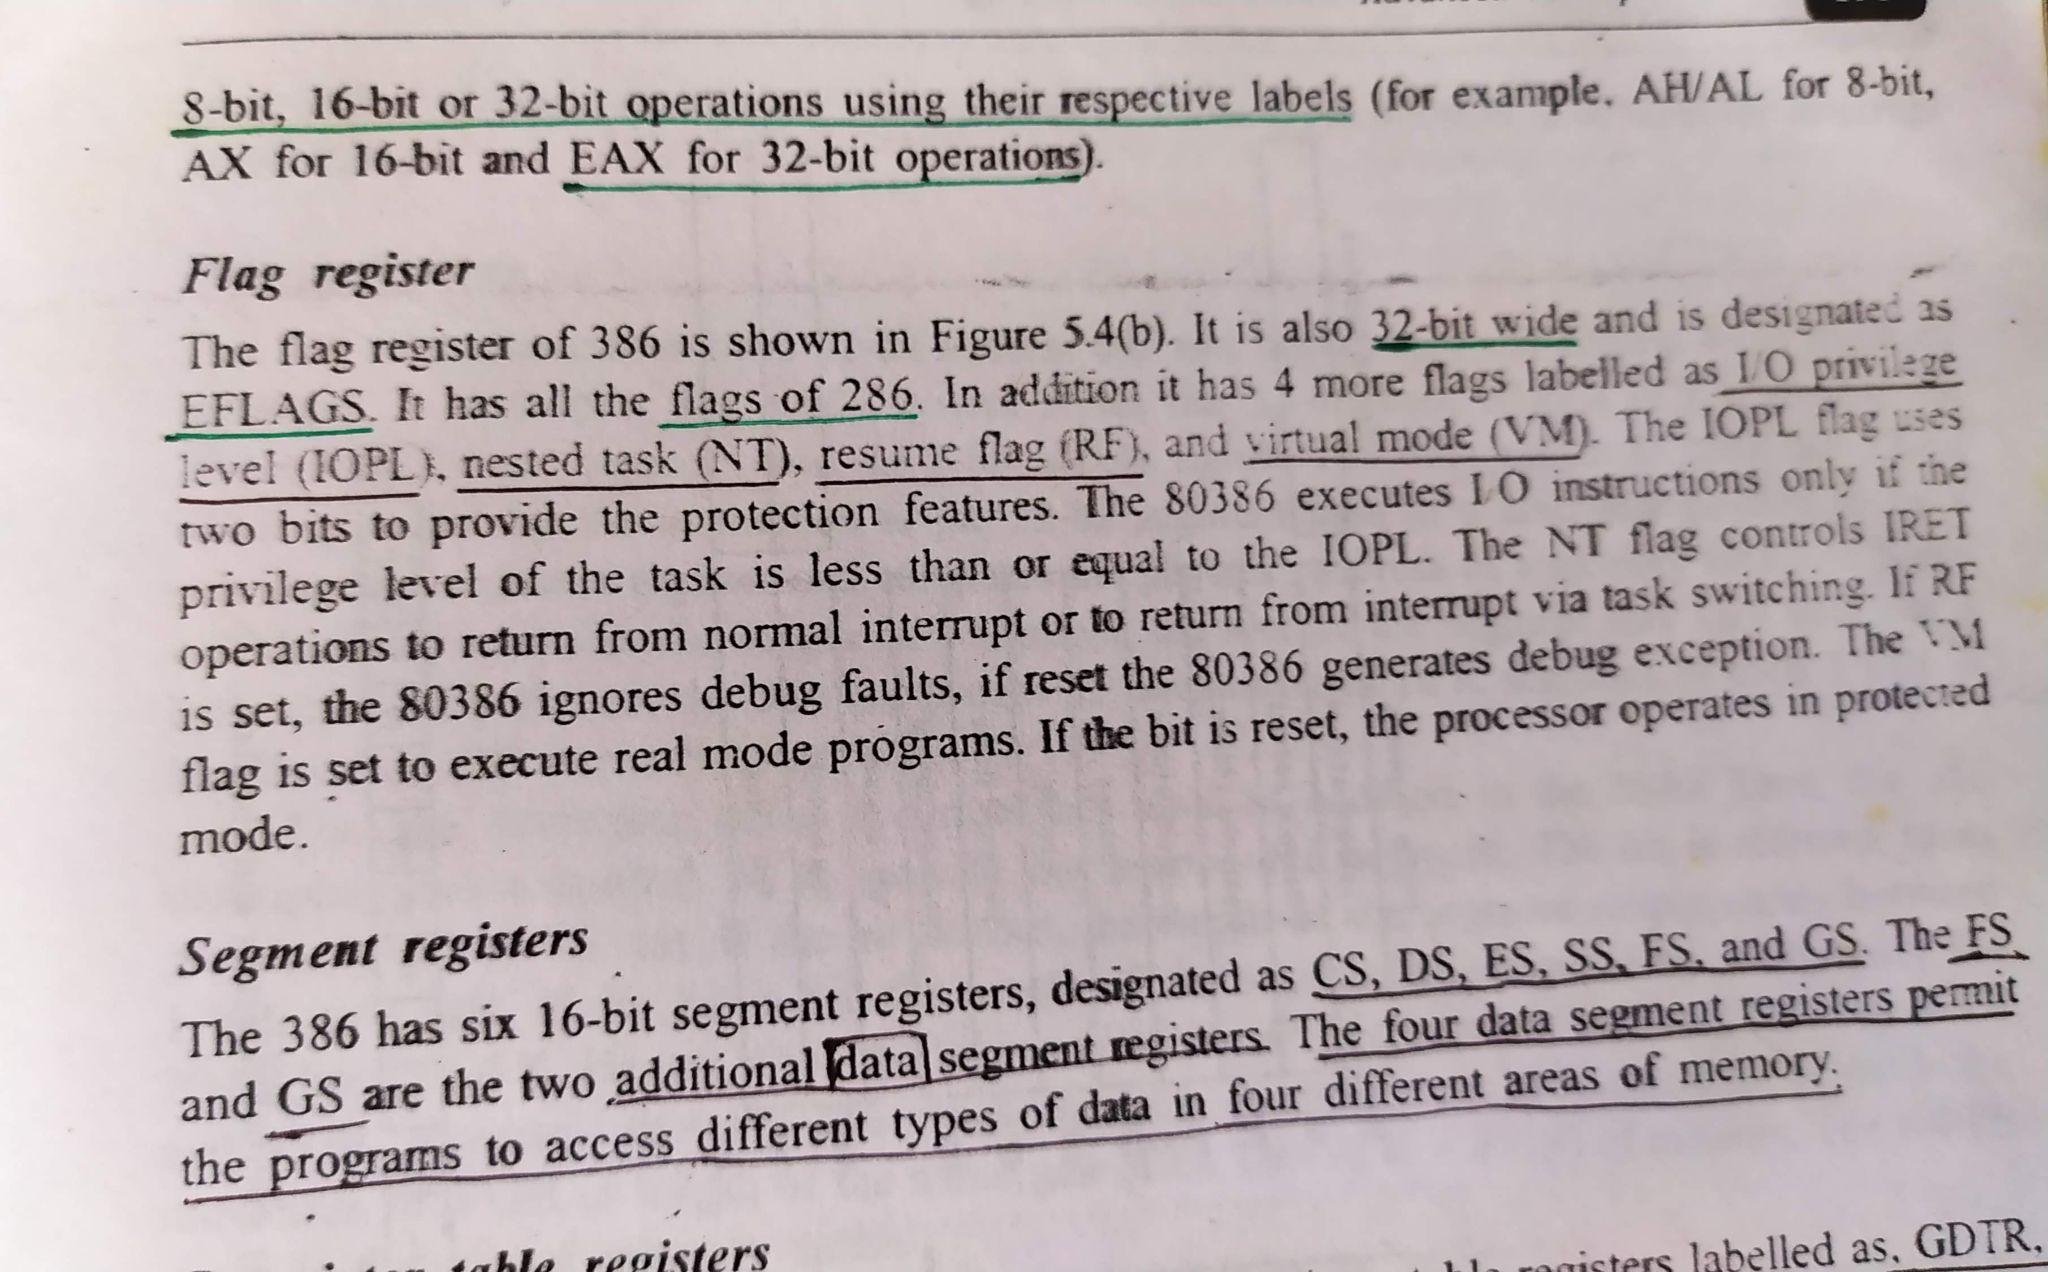 8-bit, 16-bit or 32-bit operations using their respective labels (for example, AH/AL for 8-bit,
AX for 16-bit and EAX for 32-bit operations).
Flag register
The flag register of 386 is shown in Figure 5.4(b). It is also 32-bit wide and is designated as
EFLAGS. It has all the flags of 286. In addition it has 4 more flags labelled as I/O privilege
level (IOPL), nested task (NT), resume flag (RF), and virtual mode (VM). The IOPL flag uses
two bits to provide the protection features. The 80386 executes I/O instructions only if the
privilege level of the task is less than or equal to the IOPL. The NT flag controls IRET
operations to return from normal interrupt or to return from interrupt via task switching. If RF
is set, the 80386 ignores debug faults, if reset the 80386 generates debug exception. The VM
flag is set to execute real mode programs. If the bit is reset, the processor operates in protected
mode.
Segment registers
The 386 has six 16-bit segment registers, designated as CS, DS, ES, SS, FS, and GS. The FS
and GS are the two additional data segment registers. The four data segment registers permit
the programs to access different types of data in four different areas of memory.
table registers
registers labelled as, GDTR,